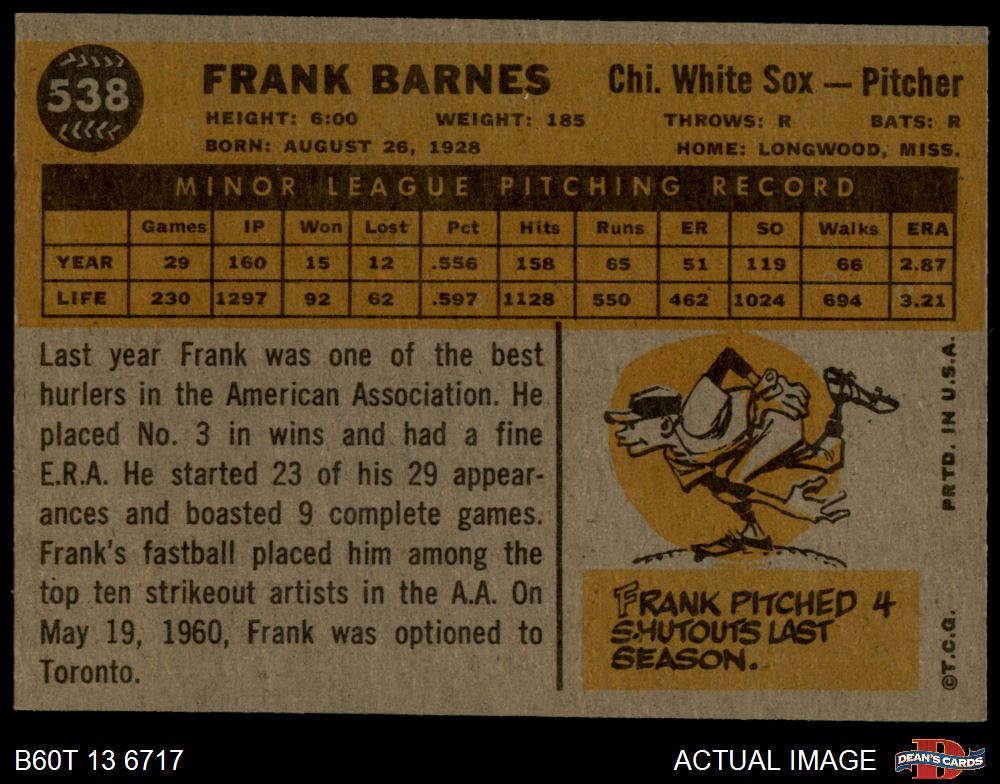 538
FRANK BARNES Chi. White Sox — Pitcher
HEIGHT: 6:00 WEIGHT: 185 THROWS: R BATS: R
BORN: AUGUST 26, 1928 HOME: LONGWOOD, MISS.
MINOR LEAGUE PITCHING RECORD
Games IP Won Lost Pct Hits Runs ER SO Walks ERA
YEAR 29 160 15 12 .556 158 65 51 119 66 2.87
LIFE 230 1297 92 62 .597 1128 550 462 1024 694 3.21
Last year Frank was one of the best
hurlers in the American Association. He
placed No. 3 in wins and had a fine
E.R.A. He started 23 of his 29 appear-
ances and boasted 9 complete games.
Frank's fastball placed him among the
top ten strikeout artists in the A.A. On
May 19, 1960, Frank was optioned to
Toronto.
FRANK PITCHED 4
SHUTOUTS LAST
SEASON.
©T.C.G. PRTD. IN U.S.A.
B60T 13 6717 ACTUAL IMAGE
D
DEAN'S CARDS